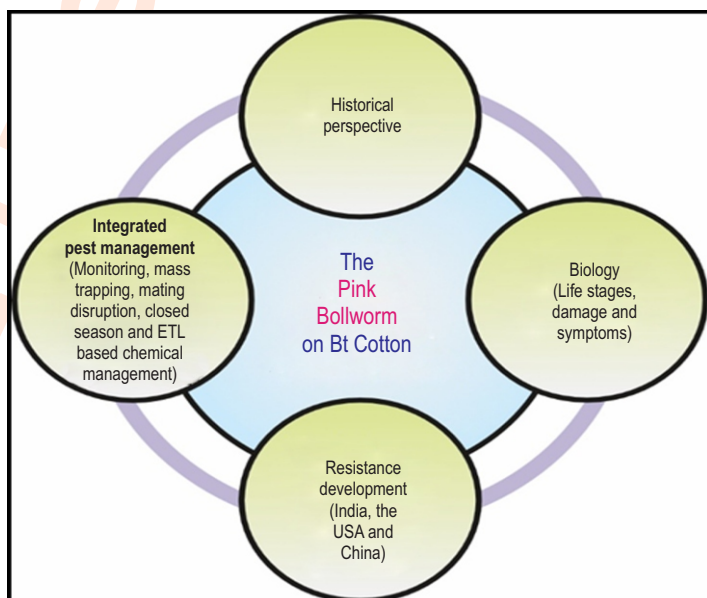 Historical
perspective
Integrated
pest management
(Monitoring, mass
trapping, mating
disruption, closed
season and ETL
based chemical
management)
The
Pink
Bollworm
on Bt Cotton
Biology
(Life stages,
damage and
symptoms)
Resistance
development
(India, the
USA and
China)